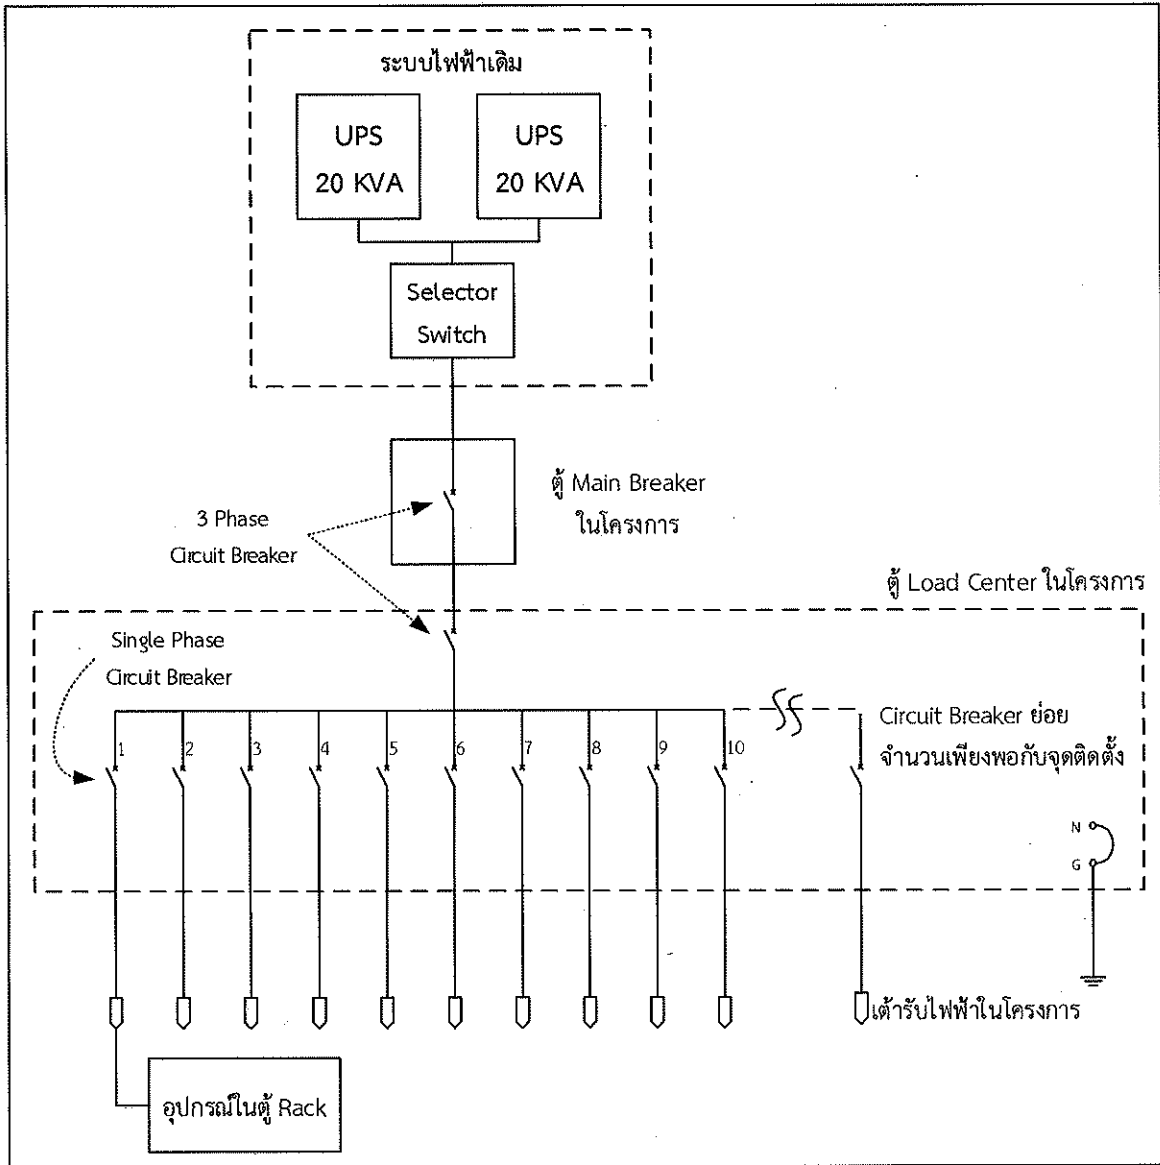 ระบบไฟฟ้าเดิม
UPS
20 KVA
UPS
20 KVA
Selector
Switch
ตู้ Main Breaker
ในโครงการ
3 Phase
Circuit Breaker
ตู้ Load Center ในโครงการ
Single Phase
Circuit Breaker
1
2
3
4
5
6
7
8
9
10
Circuit Breaker ย่อย
จำนวนเพียงพอกับจุดติดตั้ง
N
G
เต้ารับไฟฟ้าในโครงการ
อุปกรณ์ในตู้ Rack